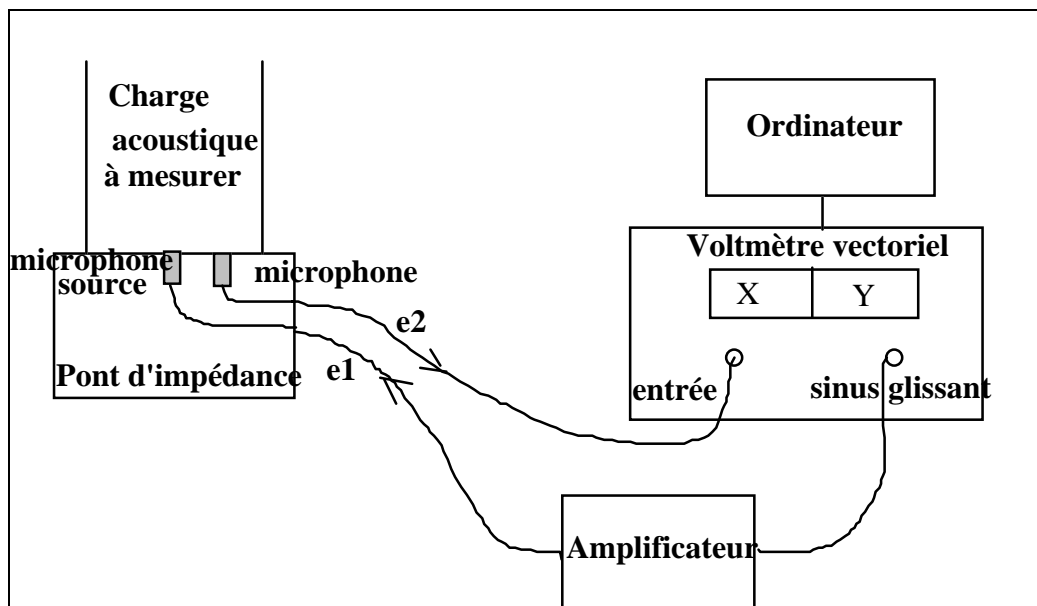 Charge
acoustique
à mesurer
Ordinateur
Voltmètre vectoriel
X Y
microphone
source
microphone
e2
e1
Pont d'impédance
entrée
sinus glissant
Amplificateur